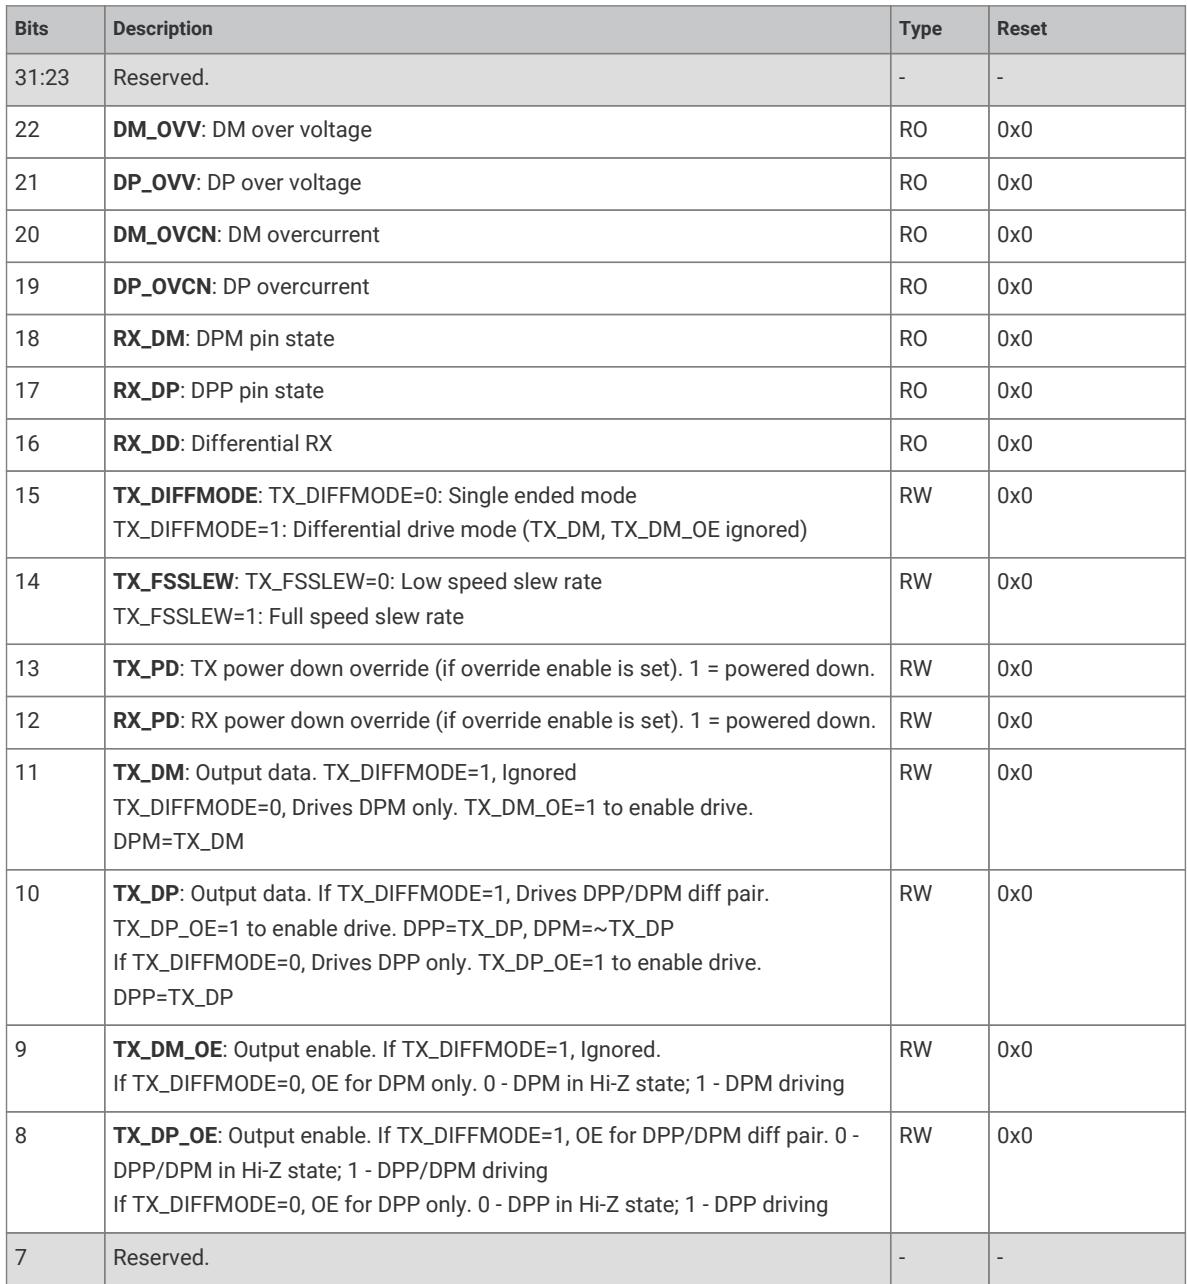 Bits Description Type Reset
31:23 Reserved. - -
22 DM_OVV: DM over voltage RO 0x0
21 DP_OVV: DP over voltage RO 0x0
20 DM_OVCN: DM overcurrent RO 0x0
19 DP_OVCN: DP overcurrent RO 0x0
18 RX_DM: DPM pin state RO 0x0
17 RX_DP: DPP pin state RO 0x0
16 RX_DD: Differential RX RO 0x0
15 TX_DIFFMODE: TX_DIFFMODE=0: Single ended mode RW 0x0
TX_DIFFMODE=1: Differential drive mode (TX_DM, TX_DM_OE ignored)
14 TX_FSSLEW: TX_FSSLEW=0: Low speed slew rate RW 0x0
TX_FSSLEW=1: Full speed slew rate
13 TX_PD: TX power down override (if override enable is set). 1 = powered down. RW 0x0
12 RX_PD: RX power down override (if override enable is set). 1 = powered down. RW 0x0
11 TX_DM: Output data. TX_DIFFMODE=1, Ignored RW 0x0
TX_DIFFMODE=0, Drives DPM only. TX_DM_OE=1 to enable drive.
DPM=TX_DM
10 TX_DP: Output data. If TX_DIFFMODE=1, Drives DPP/DPM diff pair. RW 0x0
TX_DP_OE=1 to enable drive. DPP=TX_DP, DPM=~TX_DP
If TX_DIFFMODE=0, Drives DPP only. TX_DP_OE=1 to enable drive.
DPP=TX_DP
9 TX_DM_OE: Output enable. If TX_DIFFMODE=1, Ignored. RW 0x0
If TX_DIFFMODE=0, OE for DPM only. 0 - DPM in Hi-Z state; 1 - DPM driving
8 TX_DP_OE: Output enable. If TX_DIFFMODE=1, OE for DPP/DPM diff pair. 0 - RW 0x0
DPP/DPM in Hi-Z state; 1 - DPP/DPM driving
If TX_DIFFMODE=0, OE for DPP only. 0 - DPP in Hi-Z state; 1 - DPP driving
7 Reserved. - -